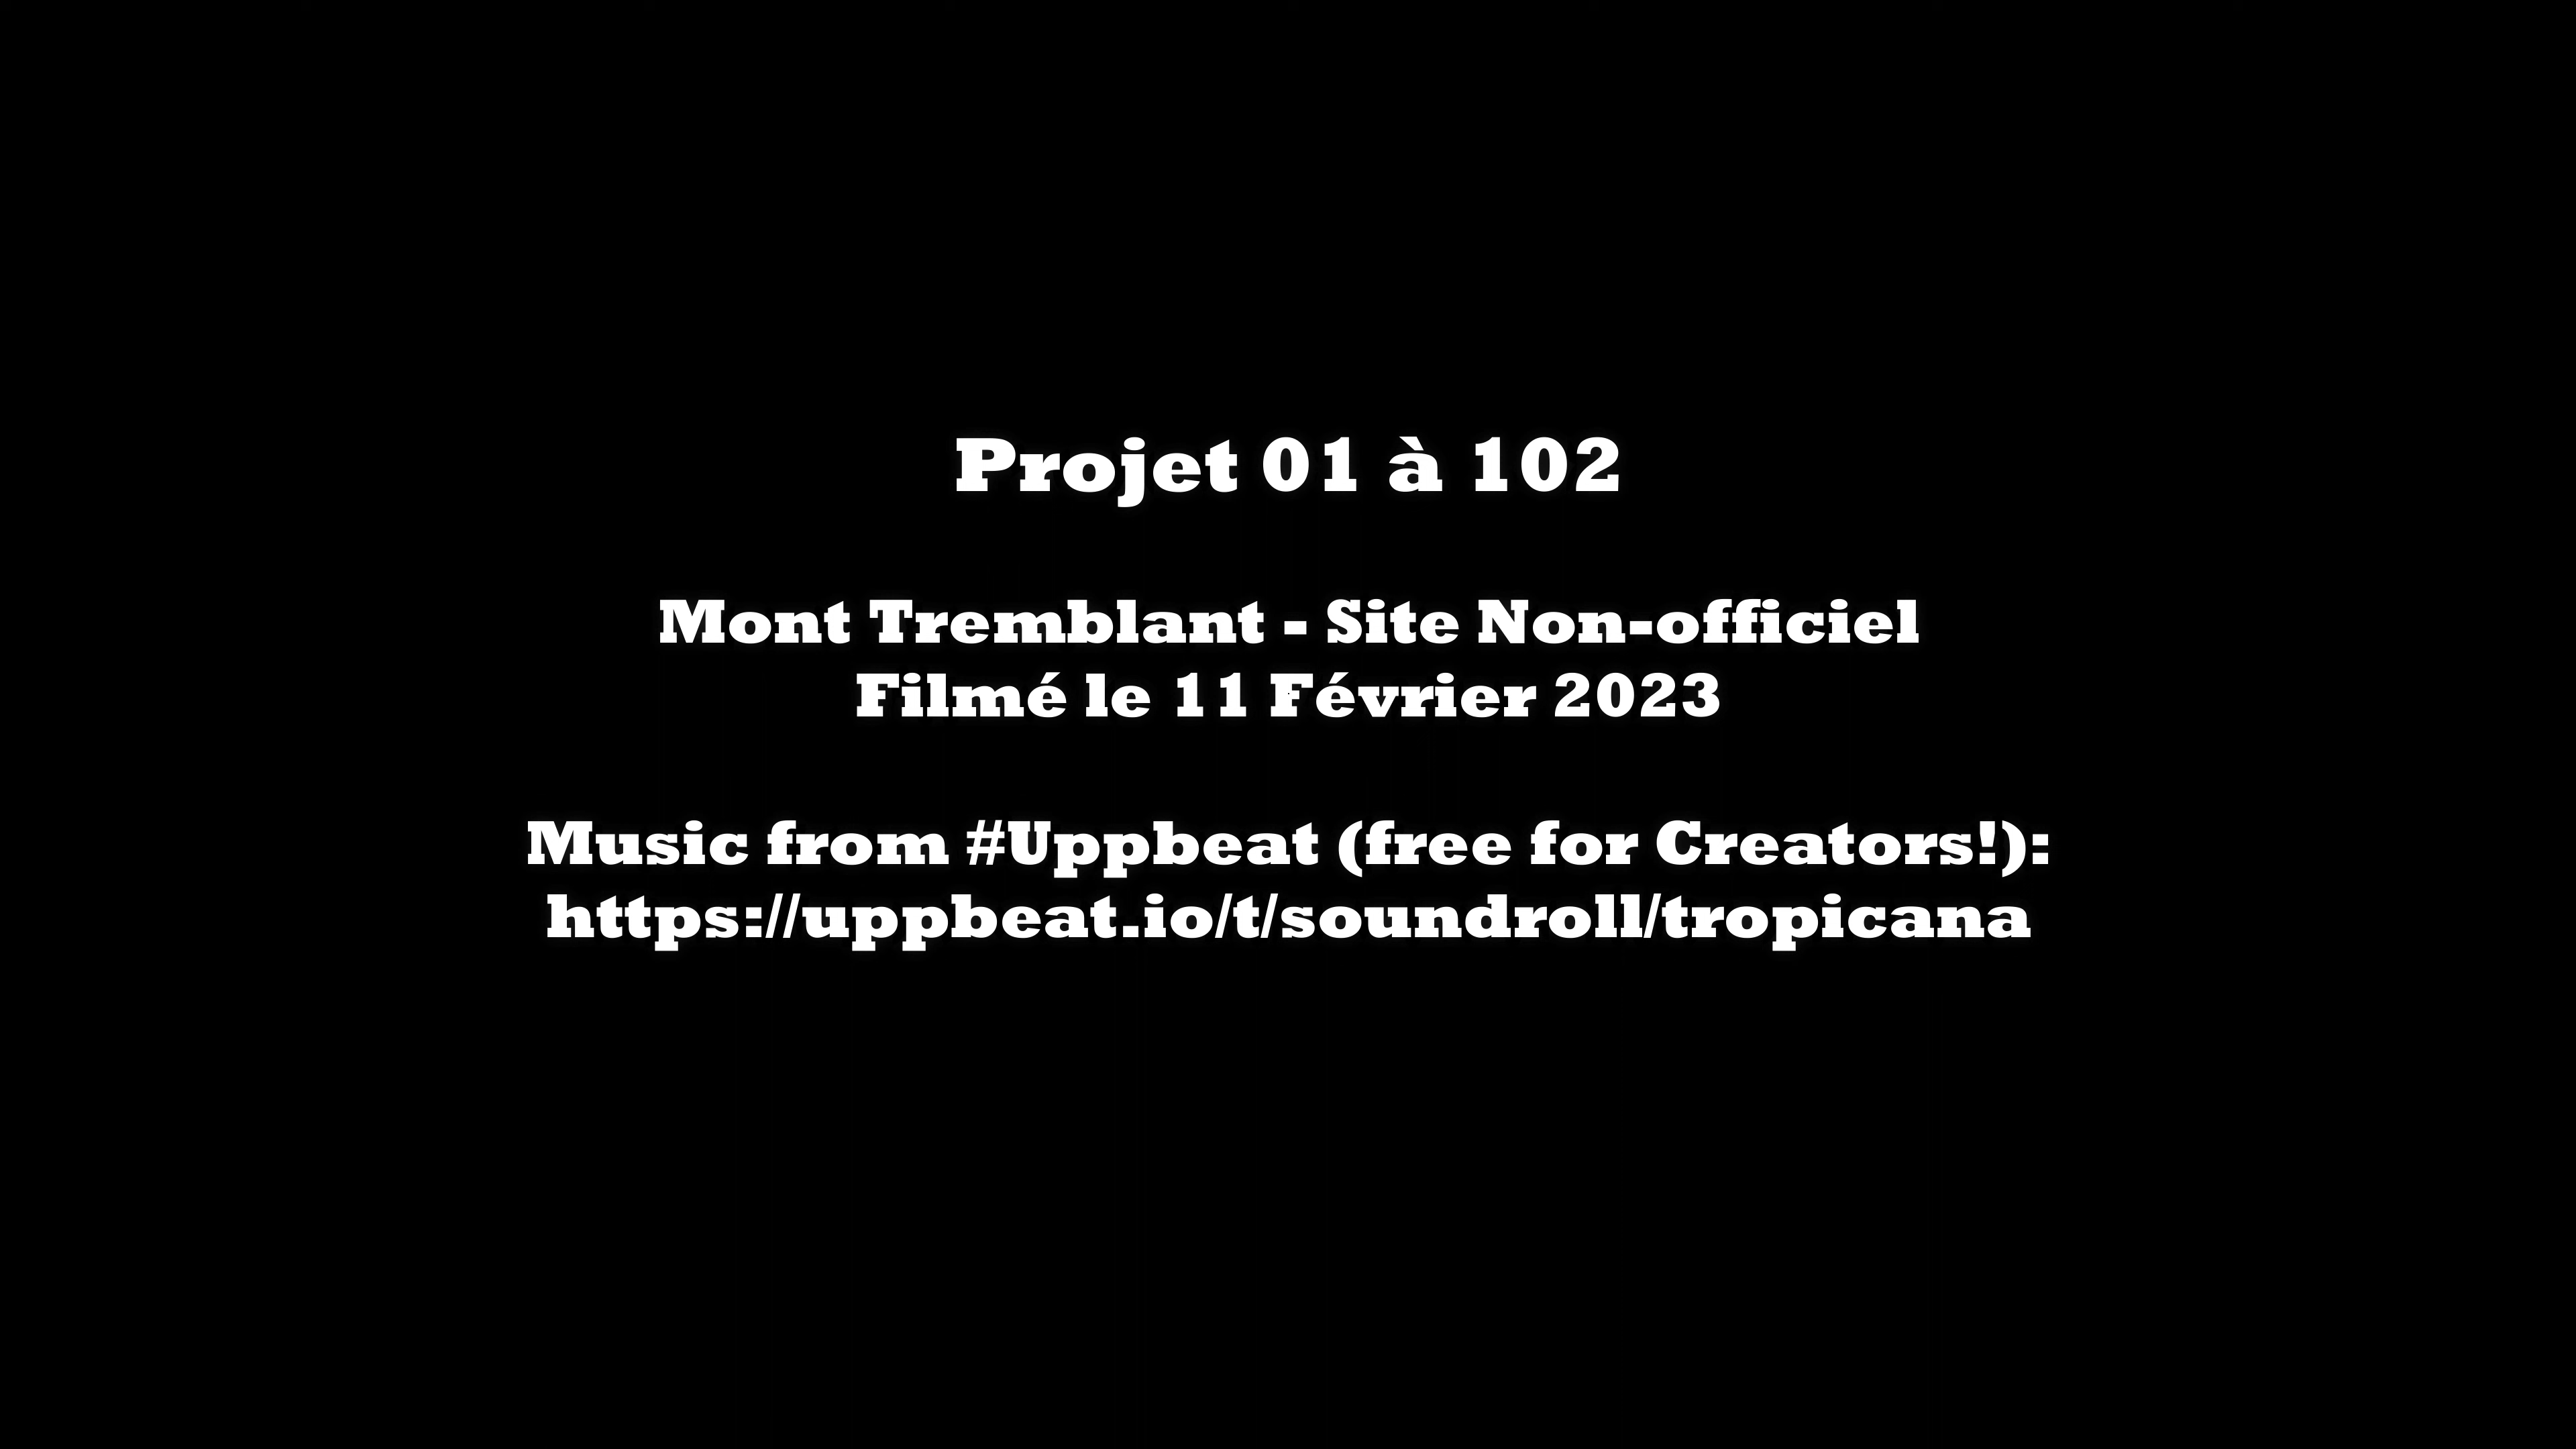 Projet 01 à 102
Mont Tremblant - Site Non-officiel
Filmé le 11 Février 2023
Music from #Uppbeat (free for Creators!):
https://uppbeat.io/t/soundroll/tropicana